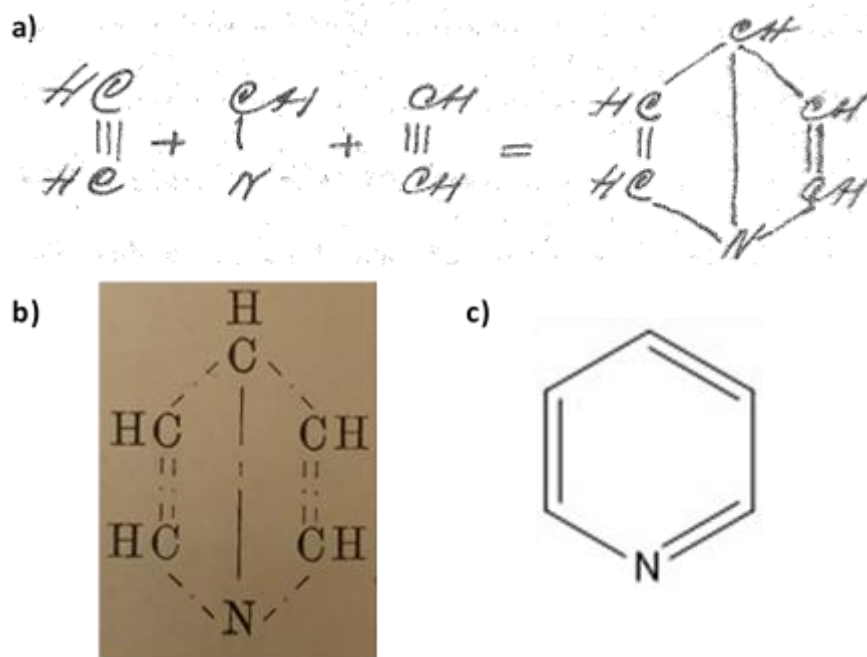 a)
HC + CH + CH = CH
HC N CH HC CH
HC CH
N
b)
H
C
HC CH
HC CH
N
c)
N